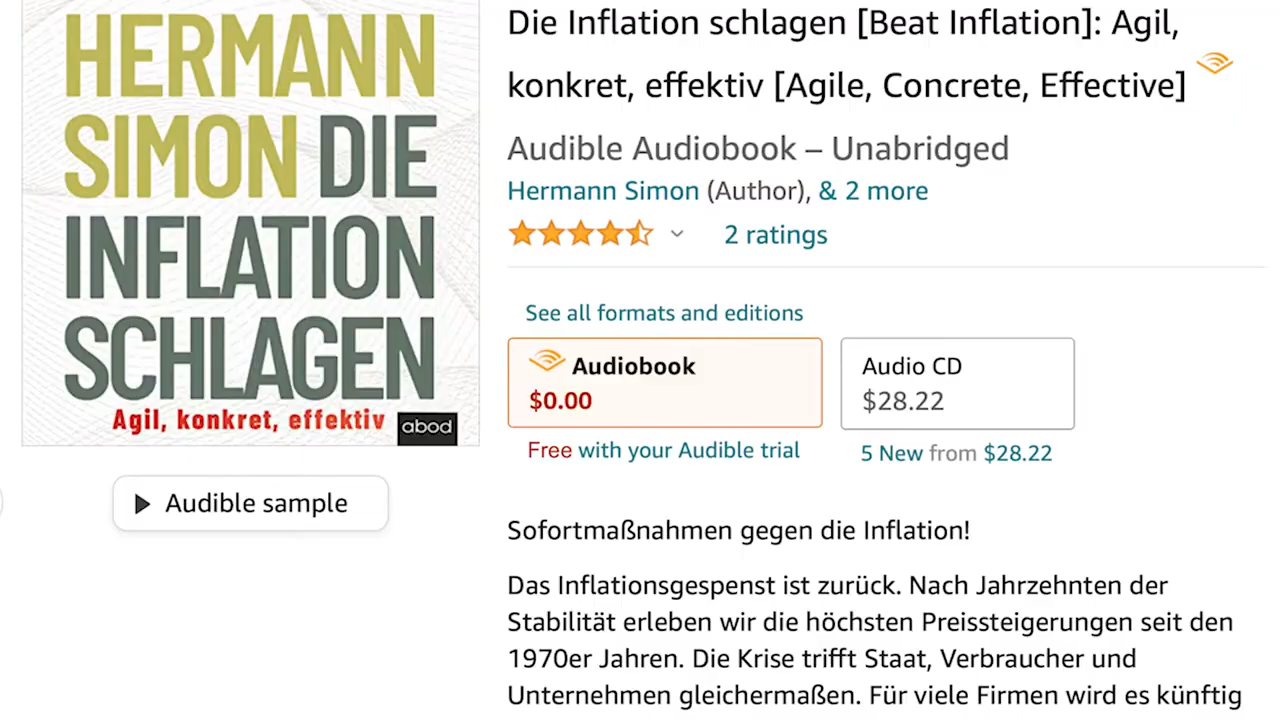 HERMANN
SIMON DIE
INFLATION
SCHLAGEN
Agil, konkret, effektiv
abod
Audible sample
Die Inflation schlagen [Beat Inflation]: Agil,
konkret, effektiv [Agile, Concrete, Effective]
Audible Audiobook – Unabridged
Hermann Simon (Author), & 2 more
2 ratings
See all formats and editions
Audiobook
$0.00
Free with your Audible trial
Audio CD
$28.22
5 New from $28.22
Sofortmaßnahmen gegen die Inflation!
Das Inflationsgespenst ist zurück. Nach Jahrzehnten der
Stabilität erleben wir die höchsten Preissteigerungen seit den
1970er Jahren. Die Krise trifft Staat, Verbraucher und
Unternehmen gleichermaßen. Für viele Firmen wird es künftig